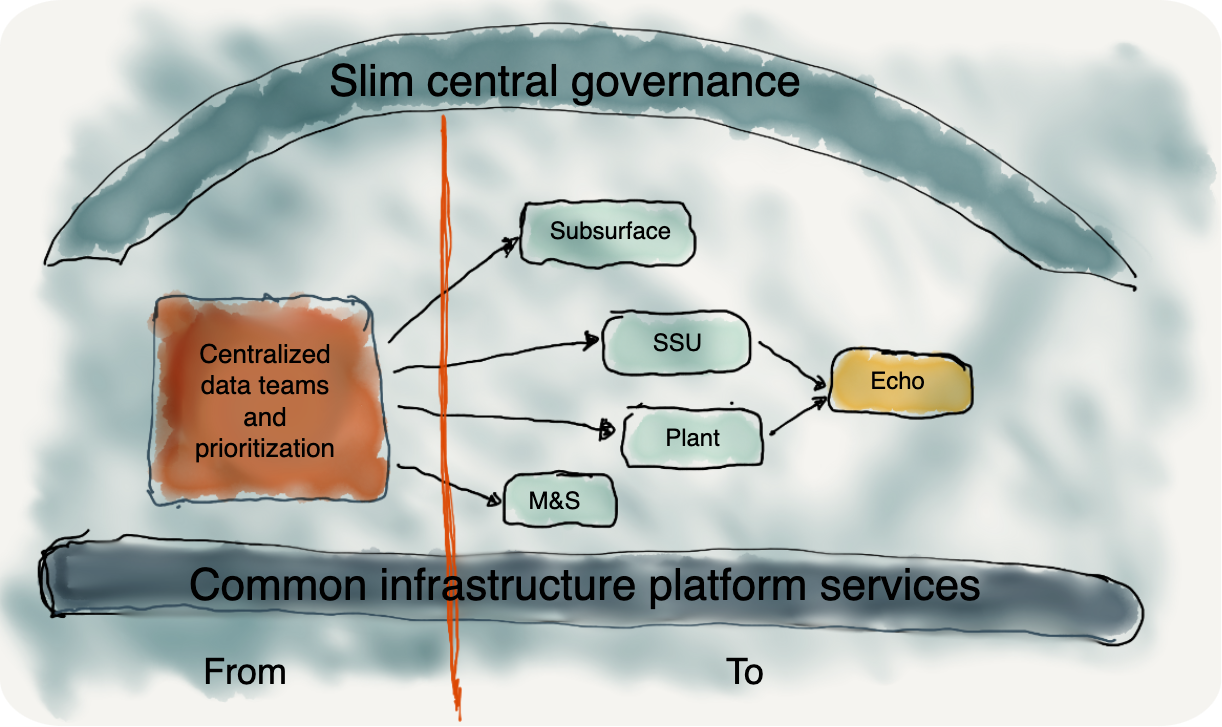 Slim central governance
Subsurface
SSU
Centralized
data teams
and
prioritization
Echo
Plant
M&S
Common infrastructure platform services
From
To